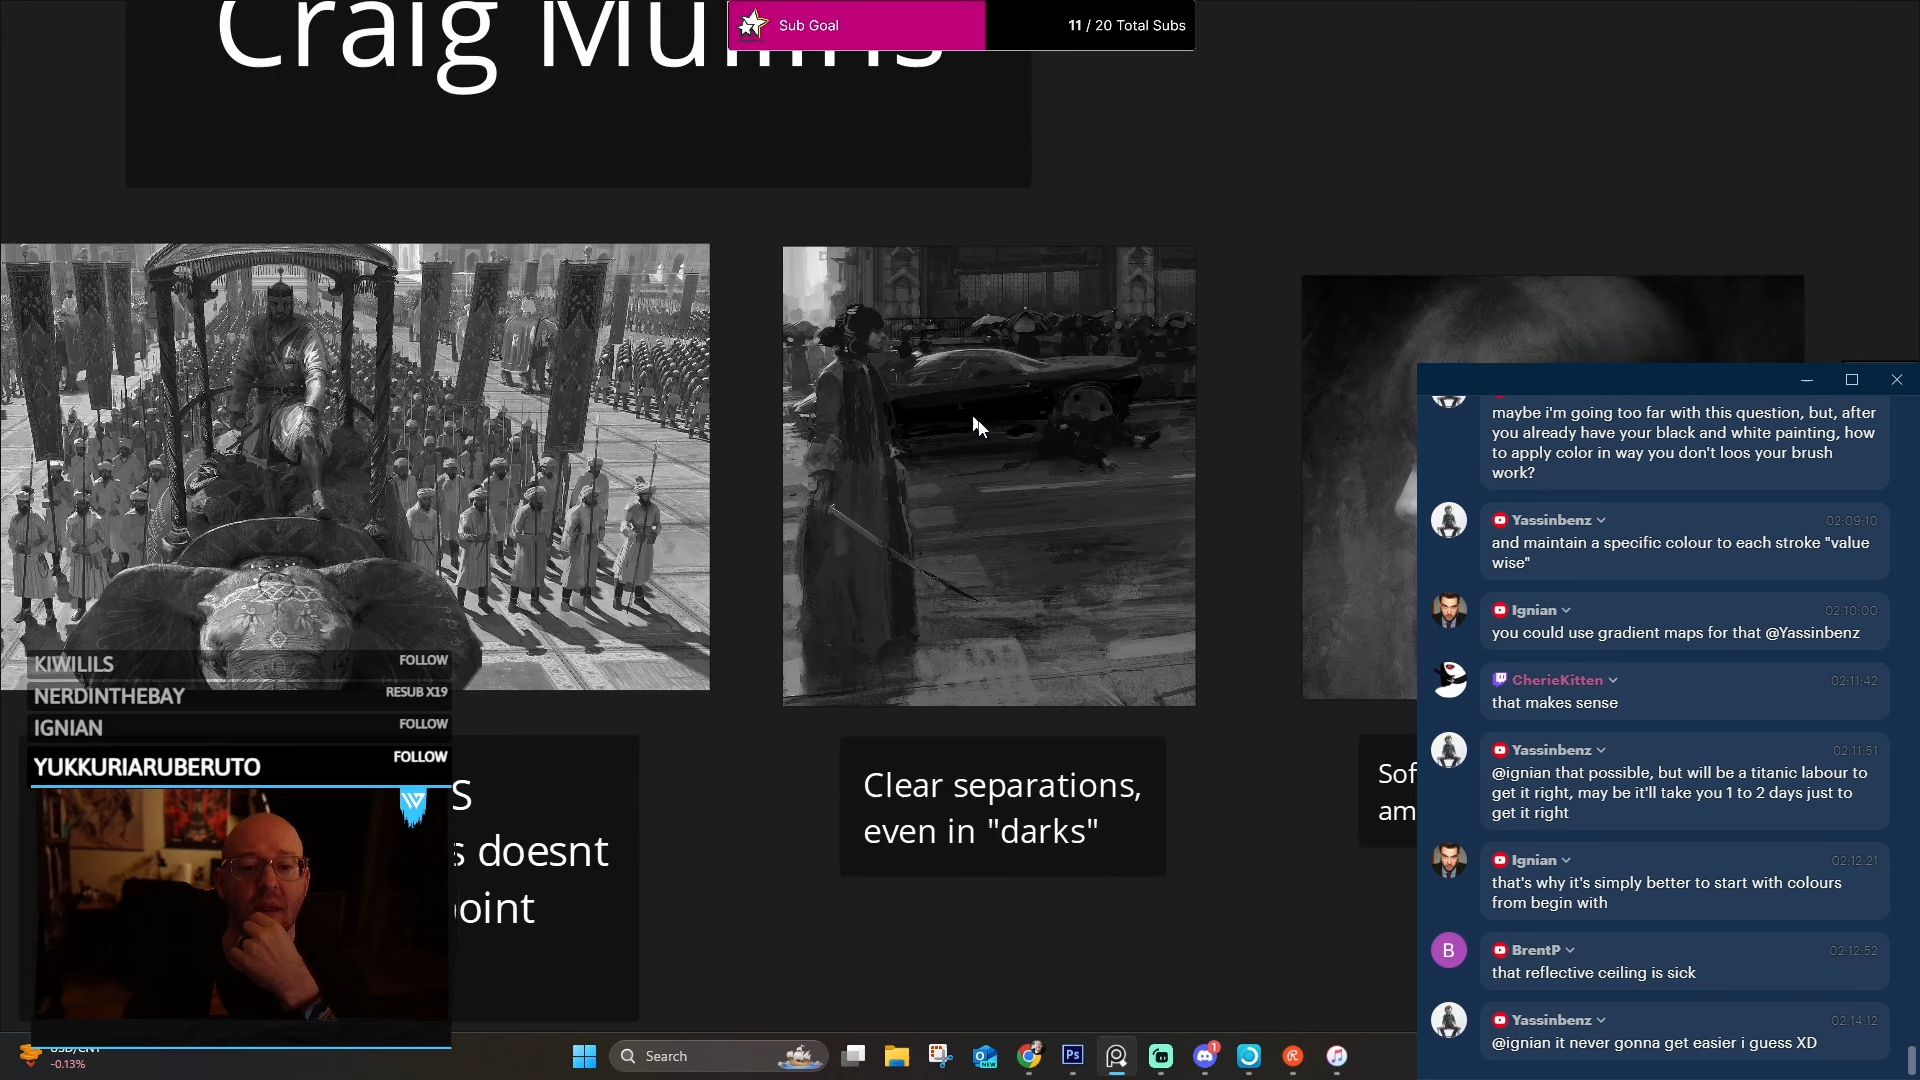 Craig Mullins
Sub Goal
11 / 20 Total Subs
maybe i'm going too far with this question, but, after
you already have your black and white painting, how
to apply color in way you don't loos your brush
work?
Yassinbenz
02:09:10
and maintain a specific colour to each stroke "value
wise"
Ignian
02:10:00
you could use gradient maps for that @Yassinbenz
CherieKitten
02:11:42
that makes sense
Yassinbenz
02:11:51
@ignian that possible, but will be a titanic labour to
get it right, may be it'll take you 1 to 2 days just to
get it right
Ignian
02:12:21
that's why it's simply better to start with colours
from begin with
B
BrentP
02:12:52
that reflective ceiling is sick
Yassinbenz
02:14:12
@ignian it never gonna get easier i guess XD
KIWILILS
FOLLOW
NERDINTHEBAY
RESUB X19
IGNIAN
FOLLOW
YUKKURIARUBERUTO
FOLLOW
s
s doesnt
point
Clear separations,
even in "darks"
Sof
am
USD/CNY
-0.13%
Search
NEW
Ps
1